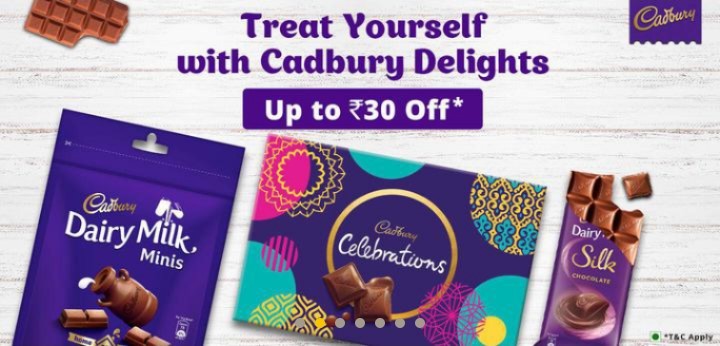 Treat Yourself
with Cadbury Delights
Up to ₹30 Off*
Cadbury
Cadbury
Dairy Milk
Minis
Cadbury
Celebrations
Dairy
Silk
CHOCOLATE
*T&C Apply